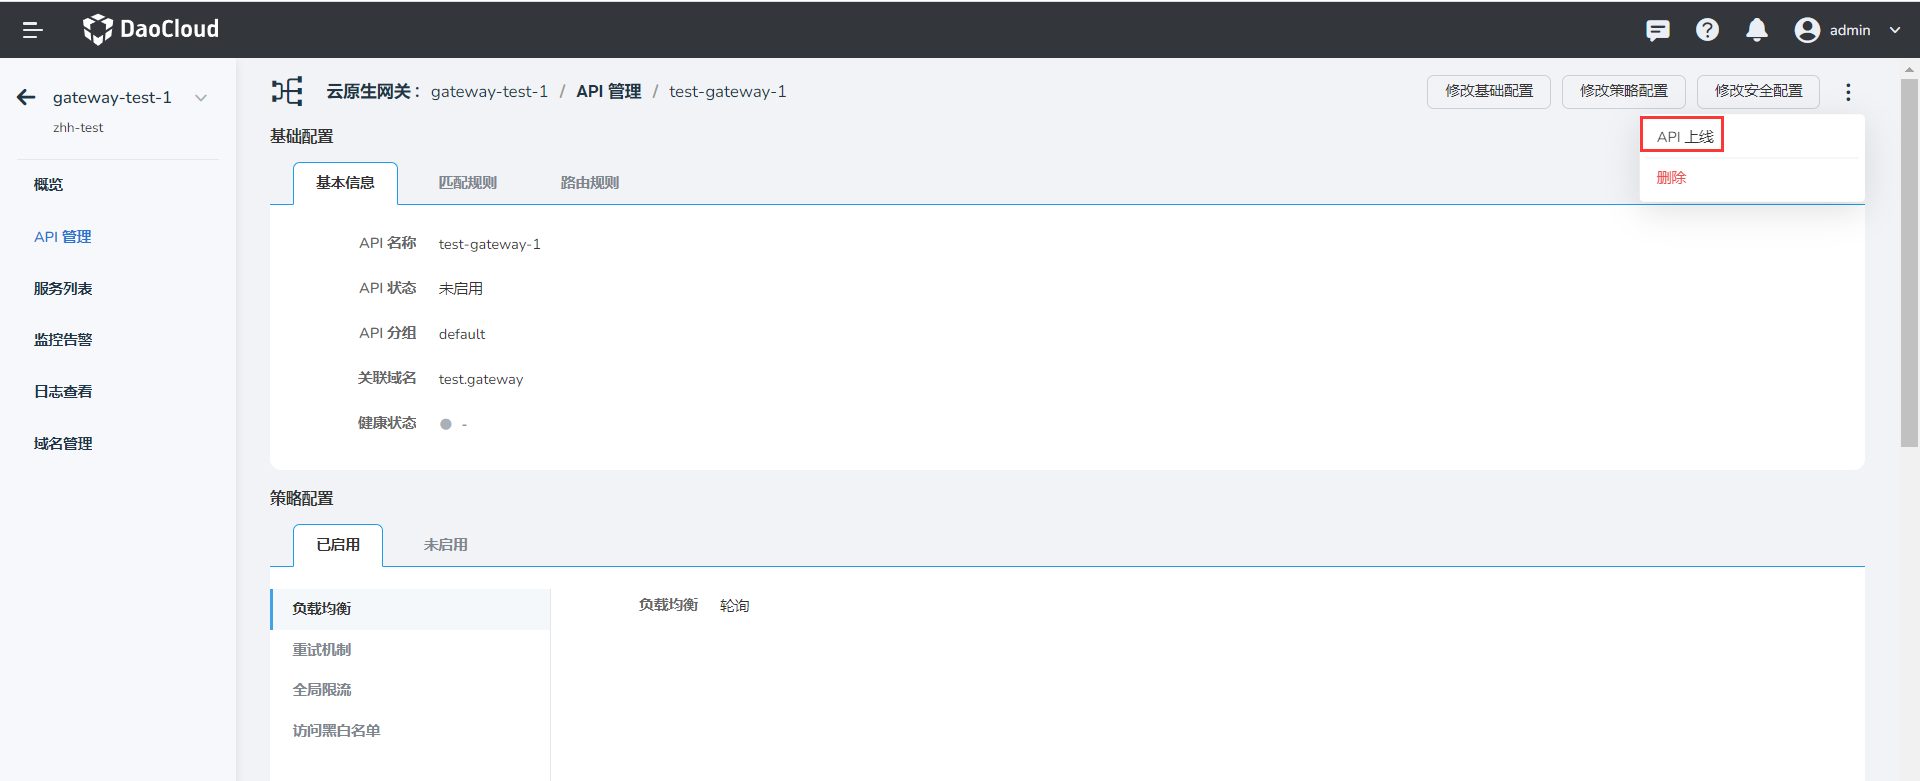 DaoCloud
admin
gateway-test-1
zhh-test
概览
API 管理
服务列表
监控告警
日志查看
域名管理
云原生网关： gateway-test-1 / API 管理 / test-gateway-1
修改基础配置 修改策略配置 修改安全配置
API 上线
删除
基础配置
基本信息 匹配规则 路由规则
API 名称 test-gateway-1
API 状态 未启用
API 分组 default
关联域名 test.gateway
健康状态 -
策略配置
已启用 未启用
负载均衡
重试机制
全局限流
访问黑白名单
负载均衡 轮询